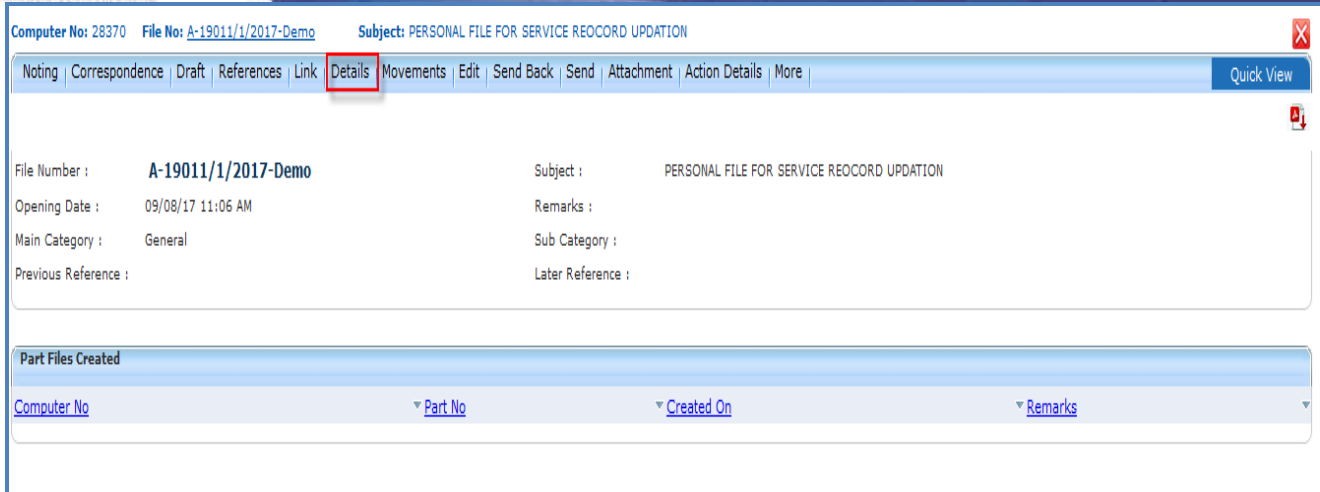 Computer No: 28370 File No: A-19011/1/2017-Demo Subject: PERSONAL FILE FOR SERVICE REOCORD UPDATION
Noting | Correspondence | Draft | References | Link | Details | Movements | Edit | Send Back | Send | Attachment | Action Details | More | Quick View
File Number : A-19011/1/2017-Demo Subject : PERSONAL FILE FOR SERVICE REOCORD UPDATION
Opening Date : 09/08/17 11:06 AM Remarks :
Main Category : General Sub Category :
Previous Reference : Later Reference :
Part Files Created
Computer No Part No Created On Remarks